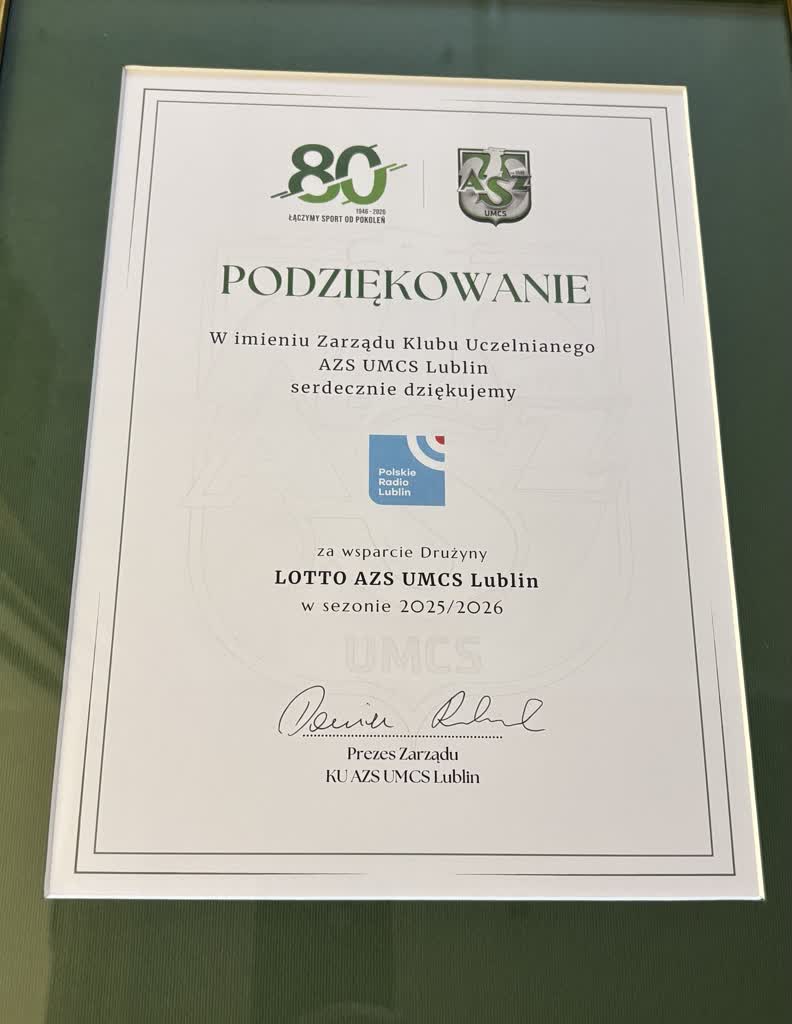 80
1946 - 2026
ŁĄCZYMY SPORT OD POKOLEŃ
AZS
UMCS
PODZIĘKOWANIE
W imieniu Zarządu Klubu Uczelnianego
AZS UMCS Lublin
serdecznie dziękujemy
Polskie
Radio
Lublin
za wsparcie Drużyny
LOTTO AZS UMCS Lublin
w sezonie 2025/2026
UMCS
Prezes Zarządu
KU AZS UMCS Lublin